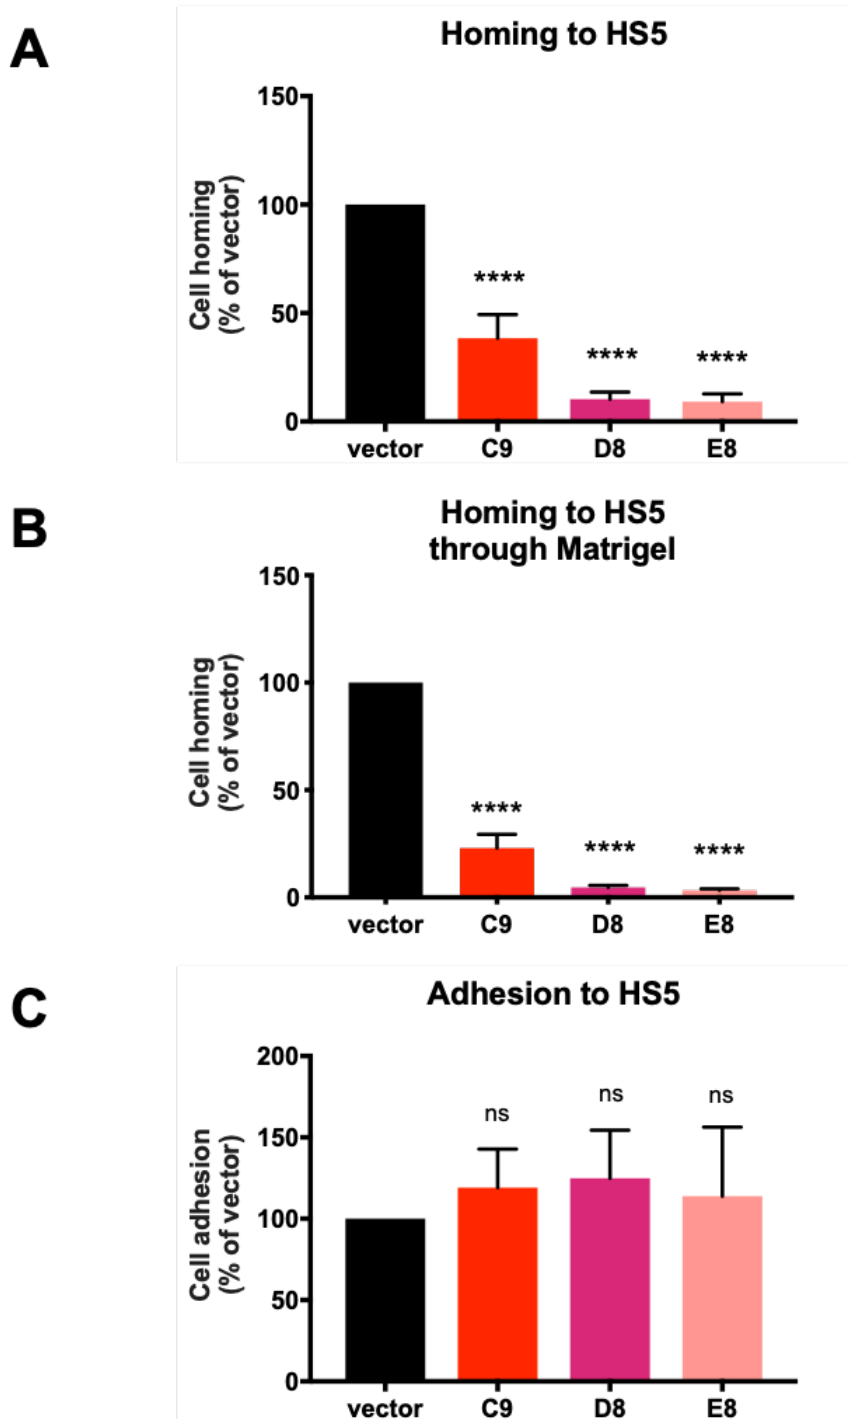 A
Homing to HS5
150
100
50
0
Cell homing
(% of vector)
****
****
****
vector C9 D8 E8
B
Homing to HS5
through Matrigel
150
100
50
0
Cell homing
(% of vector)
****
****
****
vector C9 D8 E8
C
Adhesion to HS5
200
150
100
50
0
Cell adhesion
(% of vector)
ns
ns
ns
vector C9 D8 E8